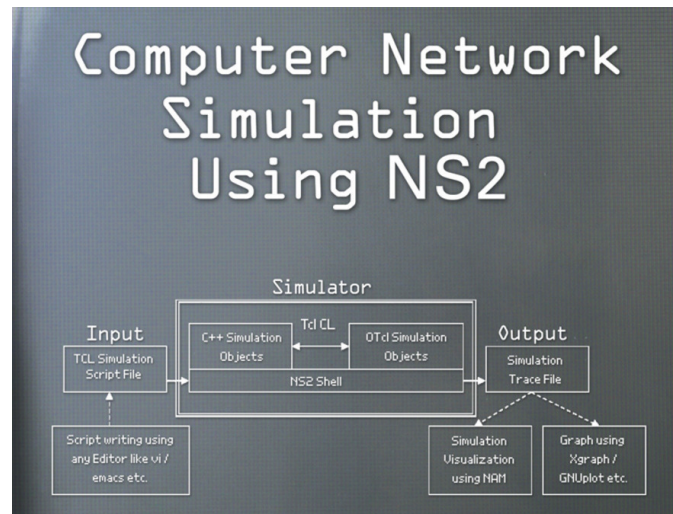 Computer Network
Simulation
Using NS2
Simulator
Input
TCL Simulation
Script File
C++ Simulation
Objects
Tcl CL
OTcl Simulation
Objects
NS2 Shell
Output
Simulation
Trace File
Script writing using
any Editor like vi /
emacs etc.
Simulation
Visualization
using NAM
Graph using
Xgraph /
GNUplot etc.